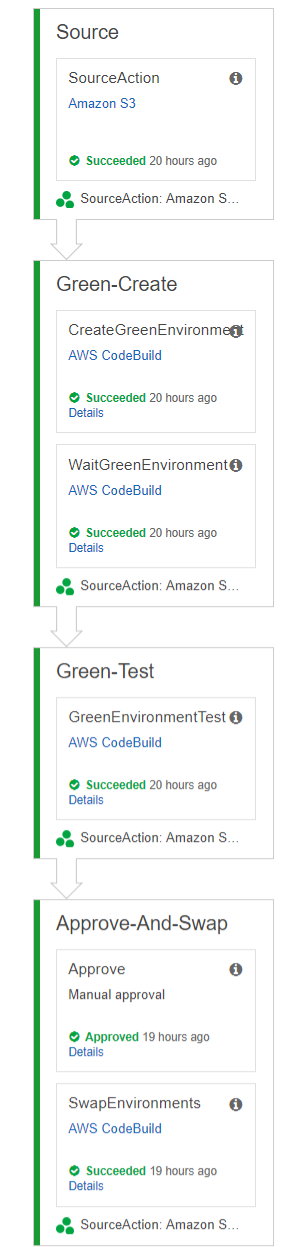 Source
SourceAction
Amazon S3
Succeeded 20 hours ago
SourceAction: Amazon S...
Green-Create
CreateGreenEnvironment
AWS CodeBuild
Succeeded 20 hours ago
Details
WaitGreenEnvironment
AWS CodeBuild
Succeeded 20 hours ago
Details
SourceAction: Amazon S...
Green-Test
GreenEnvironmentTest
AWS CodeBuild
Succeeded 20 hours ago
Details
SourceAction: Amazon S...
Approve-And-Swap
Approve
Manual approval
Approved 19 hours ago
Details
SwapEnvironments
AWS CodeBuild
Succeeded 19 hours ago
Details
SourceAction: Amazon S...